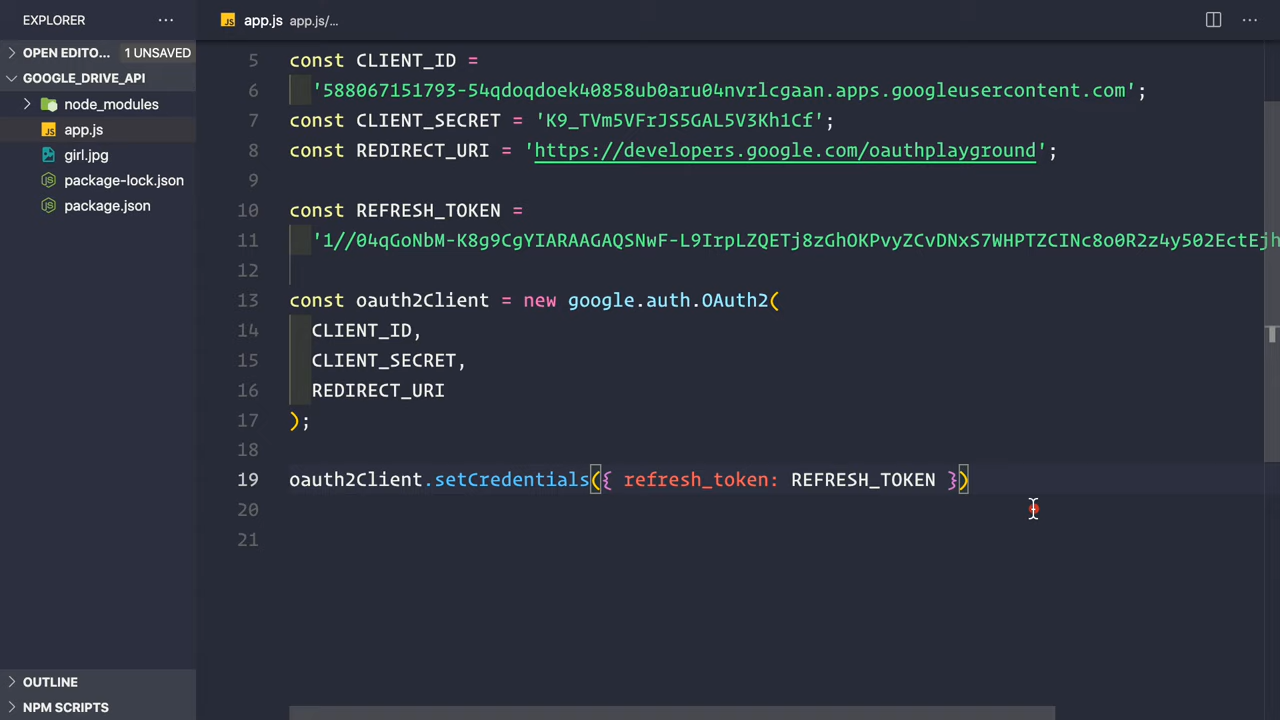 EXPLORER ···
JS app.js app.js/…
OPEN EDITO... 1 UNSAVED
GOOGLE_DRIVE_API
node_modules
JS app.js
girl.jpg
package-lock.json
package.json
OUTLINE
NPM SCRIPTS
5 const CLIENT_ID =
6 '588067151793-54qdoqdoek40858ub0aru04nvrlcgaan.apps.googleusercontent.com';
7 const CLIENT_SECRET = 'K9_TVm5VFrJS5GAL5V3Kh1Cf';
8 const REDIRECT_URI = 'https://developers.google.com/oauthplayground';
9
10 const REFRESH_TOKEN =
11 '1//04qGoNbM-K8g9CgYIARAAGAQSNwF-L9IrpLZQETj8zGhOKPvyZCvDNxS7WHPTZCINc8o0R2z4y502EctEjh
12
13 const oauth2Client = new google.auth.OAuth2(
14 CLIENT_ID,
15 CLIENT_SECRET,
16 REDIRECT_URI
17 );
18
19 oauth2Client.setCredentials({ refresh_token: REFRESH_TOKEN })
20
21